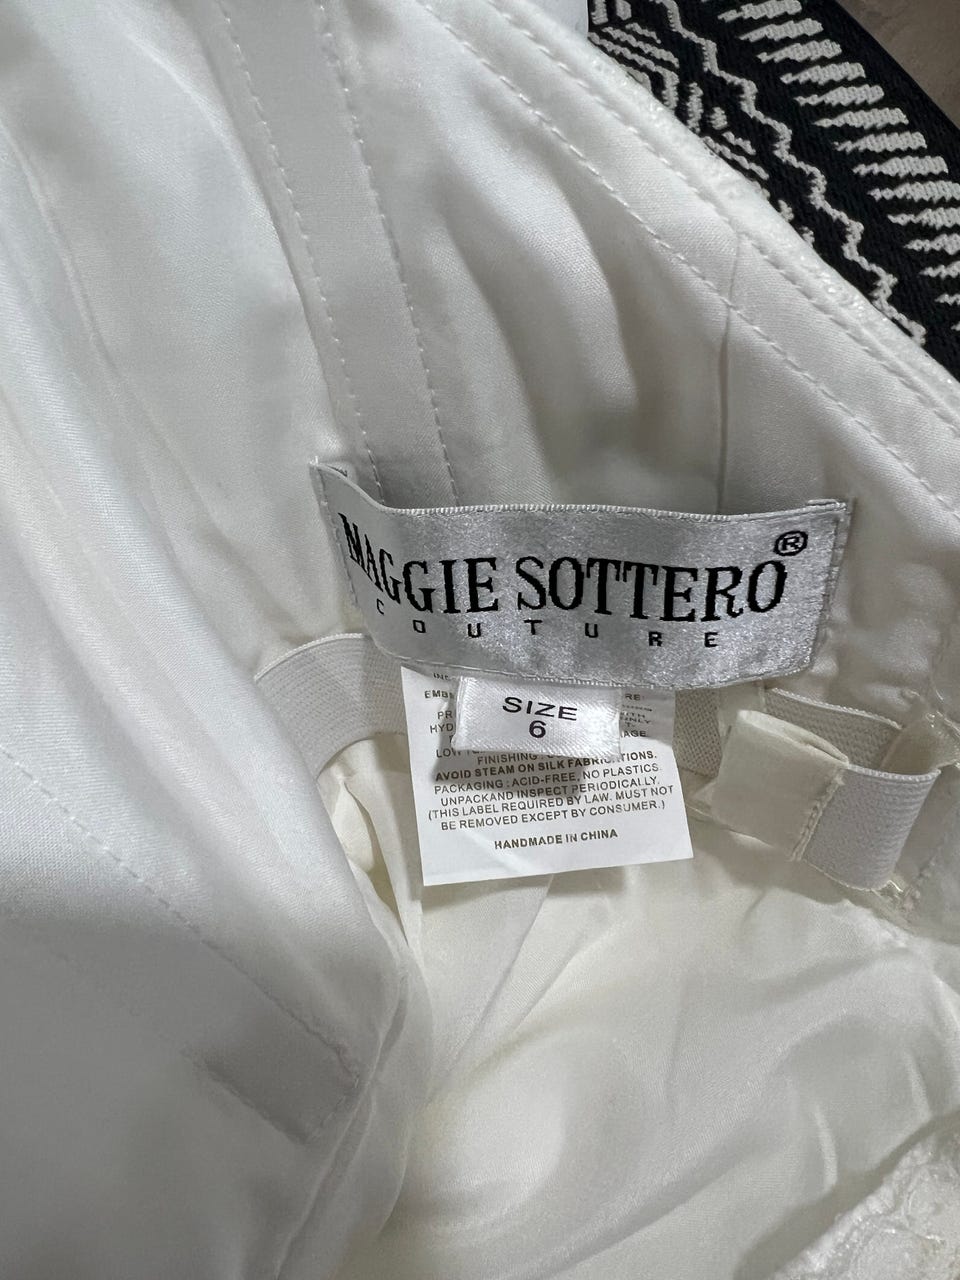 MAGGIE SOTTERO®
COUTURE
SIZE
6
FINISHING:
AVOID STEAM ON SILK FABRICATIONS.
PACKAGING : ACID-FREE, NO PLASTICS.
UNPACKAND INSPECT PERIODICALLY.
(THIS LABEL REQUIRED BY LAW. MUST NOT
BE REMOVED EXCEPT BY CONSUMER.)
HANDMADE IN CHINA